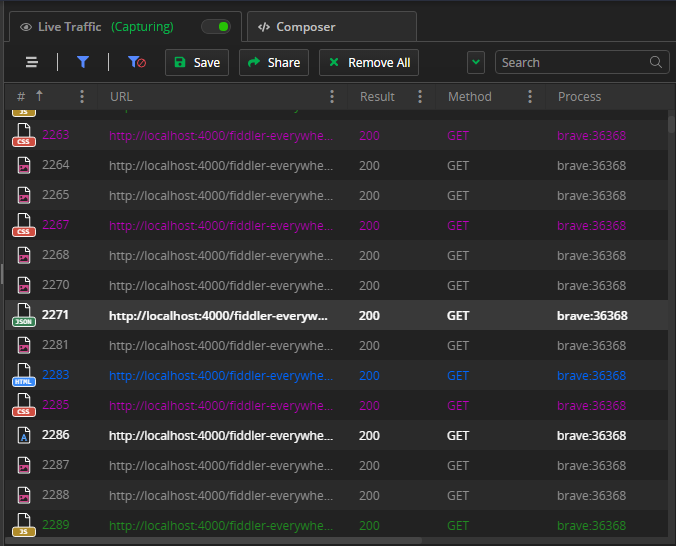 Live Traffic (Capturing) Composer
Save Share Remove All Search
# URL Result Method Process
JS
CSS 2263 http://localhost:4000/fiddler-everywhe... 200 GET brave:36368
2264 http://localhost:4000/fiddler-everywhe... 200 GET brave:36368
2265 http://localhost:4000/fiddler-everywhe... 200 GET brave:36368
CSS 2267 http://localhost:4000/fiddler-everywhe... 200 GET brave:36368
2268 http://localhost:4000/fiddler-everywhe... 200 GET brave:36368
2270 http://localhost:4000/fiddler-everywhe... 200 GET brave:36368
JSON 2271 http://localhost:4000/fiddler-everyw... 200 GET brave:36368
2281 http://localhost:4000/fiddler-everywhe... 200 GET brave:36368
HTML 2283 http://localhost:4000/fiddler-everywhe... 200 GET brave:36368
CSS 2285 http://localhost:4000/fiddler-everywhe... 200 GET brave:36368
A 2286 http://localhost:4000/fiddler-everywhe... 200 GET brave:36368
2287 http://localhost:4000/fiddler-everywhe... 200 GET brave:36368
2288 http://localhost:4000/fiddler-everywhe... 200 GET brave:36368
JS 2289 http://localhost:4000/fiddler-everywhe... 200 GET brave:36368